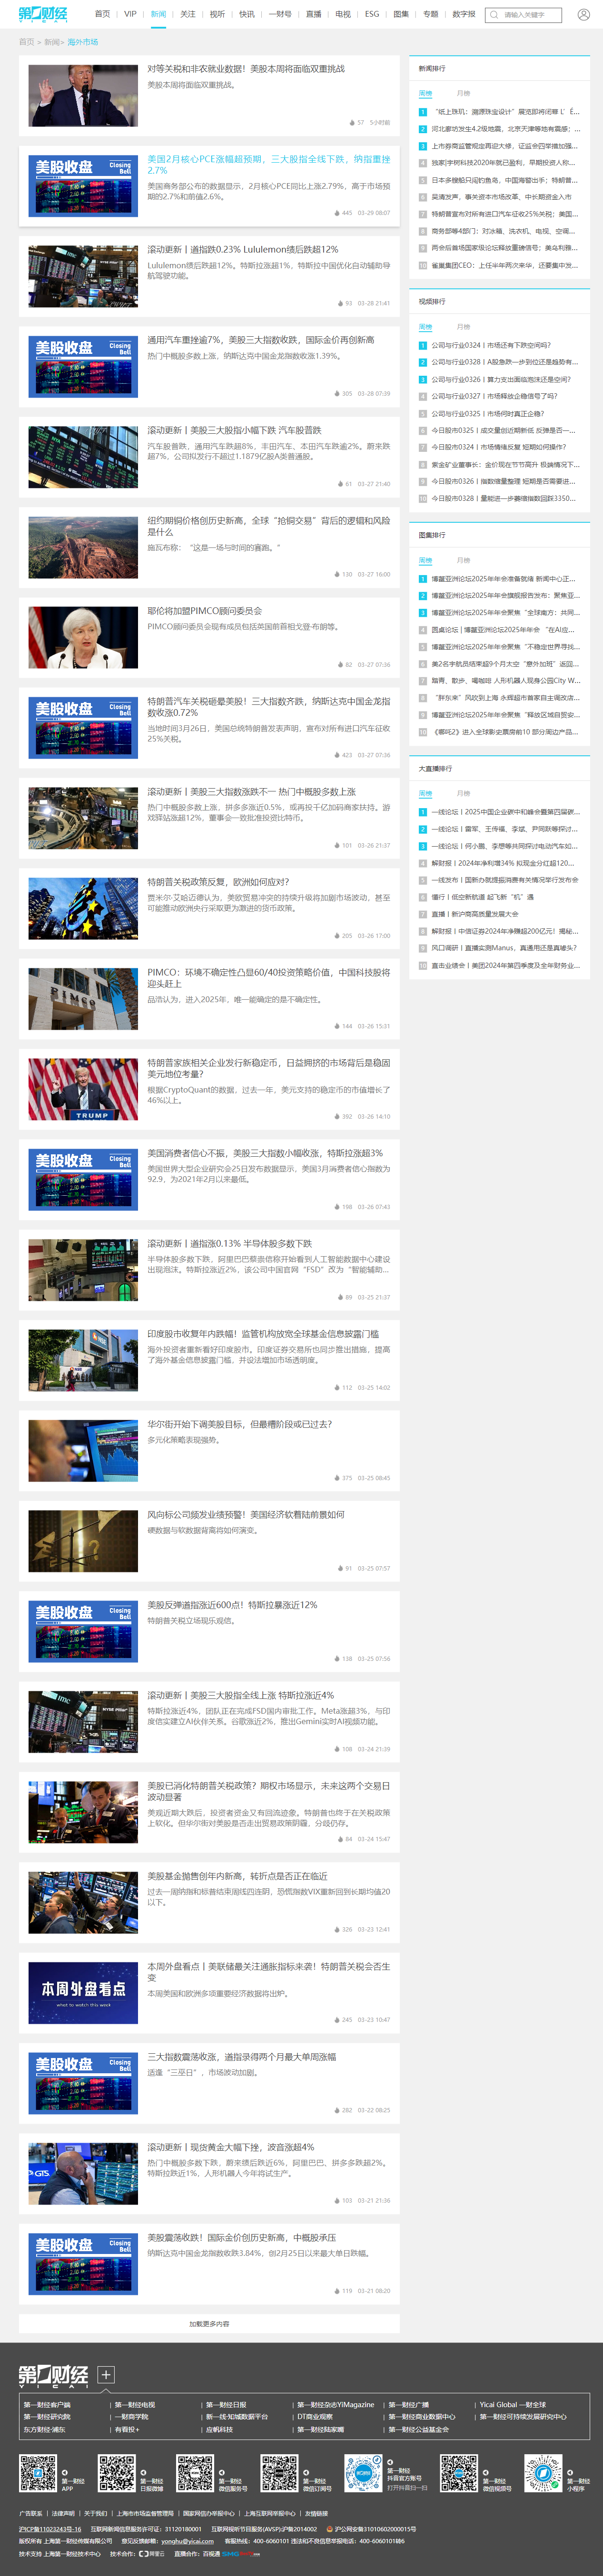 第一财经
YICAI
首页 VIP 新闻 关注 视听 快讯 一财号 直播 电视 ESG 图集 专题 数字报
请输入关键字
首页 > 新闻> 海外市场
对等关税和非农就业数据！美股本周将面临双重挑战
美股本周将面临双重挑战。
57 5小时前
美股收盘 Closing Bell
美国2月核心PCE涨幅超预期，三大股指全线下跌，纳指重挫
2.7%
美国商务部公布的数据显示，2月核心PCE同比上涨2.79%，高于市场预
期的2.7%和前值2.6%。
445 03-29 08:07
滚动更新丨道指跌0.23% Lululemon绩后跌超12%
Lululemon绩后跌超12%。特斯拉涨超1%，特斯拉中国优化自动辅助导
航驾驶功能。
93 03-28 21:41
美股收盘 Closing Bell
通用汽车重挫逾7%，美股三大指数收跌，国际金价再创新高
热门中概股多数上涨，纳斯达克中国金龙指数收涨1.39%。
305 03-28 07:39
滚动更新丨美股三大股指小幅下跌 汽车股普跌
汽车股普跌，通用汽车跌超8%，丰田汽车、本田汽车跌逾2%。蔚来跌
超7%，公司拟发行不超过1.1879亿股A类普通股。
61 03-27 21:40
纽约期铜价格创历史新高，全球“抢铜交易”背后的逻辑和风险
是什么
施瓦布称：“这是一场与时间的赛跑。”
130 03-27 16:00
耶伦将加盟PIMCO顾问委员会
PIMCO顾问委员会现有成员包括英国前首相戈登·布朗等。
82 03-27 07:36
美股收盘 Closing Bell
特朗普汽车关税砸晕美股！三大指数齐跌，纳斯达克中国金龙指
数收涨0.72%
当地时间3月26日，美国总统特朗普发表声明，宣布对所有进口汽车征收
25%关税。
423 03-27 07:36
滚动更新丨美股三大指数涨跌不一 热门中概股多数上涨
热门中概股多数上涨，拼多多涨近0.5%，或再投千亿加码商家扶持。游
戏驿站涨超12%，董事会一致批准投资比特币。
101 03-26 21:37
特朗普关税政策反复，欧洲如何应对？
贾米尔·艾哈迈德认为，美欧贸易冲突的持续升级将加剧市场波动，甚至
可能推动欧洲央行采取更为激进的货币政策。
205 03-26 17:00
PIMCO
PIMCO：环境不确定性凸显60/40投资策略价值，中国科技股将
迎头赶上
品浩认为，进入2025年，唯一能确定的是不确定性。
144 03-26 15:31
TRUMP
特朗普家族相关企业发行新稳定币，日益拥挤的市场背后是稳固
美元地位考量？
根据CryptoQuant的数据，过去一年，美元支持的稳定币的市值增长了
46%以上。
392 03-26 14:10
美股收盘 Closing Bell
美国消费者信心不振，美股三大指数小幅收涨，特斯拉涨超3%
美国世界大型企业研究会25日发布数据显示，美国3月消费者信心指数为
92.9，为2021年2月以来最低。
198 03-26 07:43
滚动更新丨道指涨0.13% 半导体股多数下跌
半导体股多数下跌，阿里巴巴蔡崇信称开始看到人工智能数据中心建设
出现泡沫。特斯拉涨近2%，该公司中国官网“FSD”改为“智能辅助...
89 03-25 21:37
印度股市收复年内跌幅！监管机构放宽全球基金信息披露门槛
海外投资者重新看好印度股市。印度证券交易所也同步推出措施，提高
了海外基金信息披露门槛，并设法增加市场透明度。
112 03-25 14:02
华尔街开始下调美股目标，但最糟阶段或已过去？
多元化策略表现强势。
375 03-25 08:45
风向标公司频发业绩预警！美国经济软着陆前景如何
硬数据与软数据背离将如何演变。
91 03-25 07:57
美股收盘 Closing Bell
美股反弹道指涨近600点！特斯拉暴涨近12%
特朗普关税立场现乐观信。
138 03-25 07:56
滚动更新丨美股三大股指全线上涨 特斯拉涨近4%
特斯拉涨近4%，团队正在完成FSD国内审批工作。Meta涨超3%，与印
度信实建立AI伙伴关系。谷歌涨近2%，推出Gemini实时AI视频功能。
108 03-24 21:39
美股已消化特朗普关税政策？期权市场显示，未来这两个交易日
波动显著
美观近期大跌后，投资者资金又有回流迹象。特朗普也终于在关税政策
上软化。但华尔街对美股是否走出贸易政策阴霾，分歧仍存。
84 03-24 15:47
美股基金抛售创年内新高，转折点是否正在临近
过去一周纳指和标普结束周线四连阴，恐慌指数VIX重新回到长期均值20
以下。
326 03-23 12:41
本周外盘看点
what to watch this week
本周外盘看点丨美联储最关注通胀指标来袭！特朗普关税会否生
变
本周美国和欧洲多项重要经济数据将出炉。
245 03-23 10:47
美股收盘 Closing Bell
三大指数震荡收涨，道指录得两个月最大单周涨幅
适逢“三巫日”，市场波动加剧。
282 03-22 08:25
滚动更新丨现货黄金大幅下挫，波音涨超4%
热门中概股多数下跌，蔚来绩后跌近6%，阿里巴巴、拼多多跌超2%。
特斯拉跌近1%，人形机器人今年将试生产。
103 03-21 21:36
美股收盘 Closing Bell
美股震荡收跌！国际金价创历史新高，中概股承压
纳斯达克中国金龙指数收跌3.84%，创2月25日以来最大单日跌幅。
119 03-21 08:20
加载更多内容
新闻排行
周榜 月榜
2 河北廊坊发生4.2级地震，北京天津等地有震感；...
3 上市券商监管规定再迎大修，证监会四举措加强...
4 独家|宇树科技2020年就已盈利，早期投资人称...
5 日本多艘船只闯钓鱼岛，中国海警出手；特朗普...
6 吴清发声，事关资本市场改革、中长期资金入市
7 特朗普宣布对所有进口汽车征收25%关税；美国...
8 商务部等4部门：对冰箱、洗衣机、电视、空调...
9 两会后首场国家级论坛释放重磅信号；美乌利雅...
10 雀巢集团CEO：上任半年两次来华，还要集中发...
视频排行
周榜 月榜
1 公司与行业0324丨市场还有下跌空间吗？
2 公司与行业0328丨A股急跌一步到位还是趋势有...
3 公司与行业0326丨算力支出面临泡沫还是空间？
4 公司与行业0327丨市场释放企稳信号了吗？
5 公司与行业0325丨市场何时真正企稳？
6 今日股市0325丨成交量创近期新低 反弹是否一...
7 今日股市0324丨市场情绪反复 短期如何操作？
8 紫金矿业董事长：金价现在节节高升 极端情况下...
9 今日股市0326丨指数缩量整理 短期是否需要进...
10 今日股市0328丨量能进一步萎缩指数回踩3350...
图集排行
周榜 月榜
1 博鳌亚洲论坛2025年年会准备就绪 新闻中心正...
2 博鳌亚洲论坛2025年年会旗舰报告发布：聚焦亚...
3 博鳌亚洲论坛2025年年会聚焦“全球南方：共同...
4 圆桌论坛 | 博鳌亚洲论坛2025年年会 “在AI应...
5 博鳌亚洲论坛2025年年会聚焦“不稳定世界寻找...
6 美2名宇航员结束超9个月太空“意外加班”返回...
7 踏青、散步、喝咖啡 人形机器人现身公园City W...
8 “胖东来”风吹到上海 永辉超市首家自主调改店...
9 博鳌亚洲论坛2025年年会聚焦“释放区域自贸安...
10 《哪吒2》进入全球影史票房前10 部分周边产品...
大直播排行
周榜 月榜
1 一线论坛丨2025中国企业碳中和峰会暨第四届碳...
2 一线论坛丨雷军、王传福、李斌、尹同跃等探讨...
3 一线论坛丨何小鹏、李想等共同探讨电动汽车如...
4 解财报丨2024年净利增34% 拟现金分红超120...
5 一线发布丨国新办就提振消费有关情况举行发布会
6 懂行丨低空新航道 起飞新“机”遇
7 直播丨新沪商高质量发展大会
8 解财报丨中信证券2024年净赚超200亿元！揭秘...
9 风口调研丨直播实测Manus，真通用还是真噱头？
10 直击业绩会丨美团2024年第四季度及全年财务业...
第一财经
YICAI
第一财经客户端 第一财经电视 第一财经日报 第一财经杂志YiMagazine 第一财经广播 Yicai Global 一财全球
第一财经研究院 一财商学院 新一线·知城数据平台 DT商业观察 第一财经商业数据中心 第一财经可持续发展研究中心
东方财经·浦东 有看投+ 应帆科技 第一财经陆家嘴 第一财经公益基金会
第一财经
APP
第一财经
日报微博
第一财经
微信服务号
第一财经
微信订阅号
第一财经
抖音官方账号
打开抖音扫一扫
第一财经
微信视频号
第一财经
小程序
广告联系 | 法律声明 | 关于我们 | 上海市市场监督管理局 | 国家网信办举报中心 | 上海互联网举报中心 | 友情链接
沪ICP备11023243号-16 互联网新闻信息服务许可证：31120180001 互联网视听节目服务(AVSP)：沪备2014002 沪公网安备31010602000015号
版权所有 上海第一财经传媒有限公司 意见反馈邮箱：yonghu@yicai.com 客服热线：400-6060101 违法和不良信息举报电话：400-6060101转6
技术支持 上海第一财经技术中心 技术合作： 阿里云 直播合作：百视通